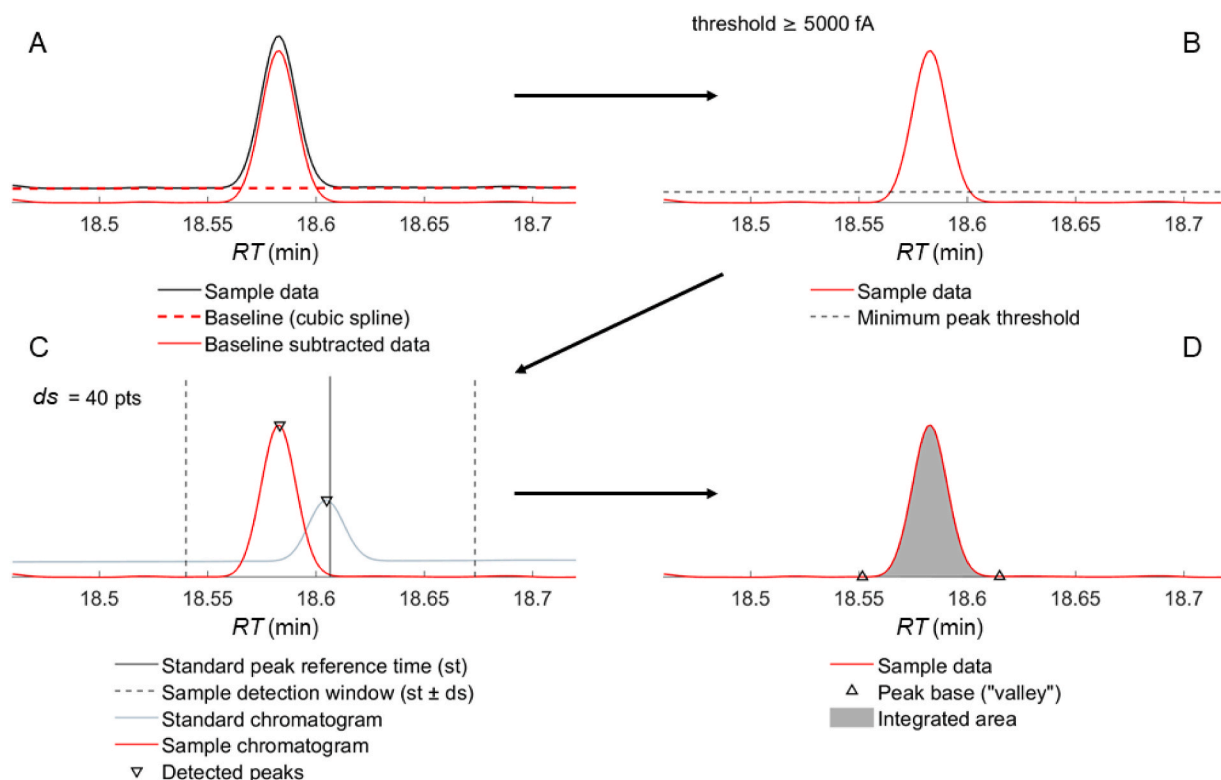 A
threshold ≥ 5000 fA
B
18.5 18.55 18.6 18.65 18.7
RT (min)
Sample data
Baseline (cubic spline)
Baseline subtracted data
18.5 18.55 18.6 18.65 18.7
RT (min)
Sample data
Minimum peak threshold
C
ds = 40 pts
18.5 18.55 18.6 18.65 18.7
RT (min)
Standard peak reference time (st)
Sample detection window (st ± ds)
Standard chromatogram
Sample chromatogram
Detected peaks
D
18.5 18.55 18.6 18.65 18.7
RT (min)
Sample data
Peak base ("valley")
Integrated area